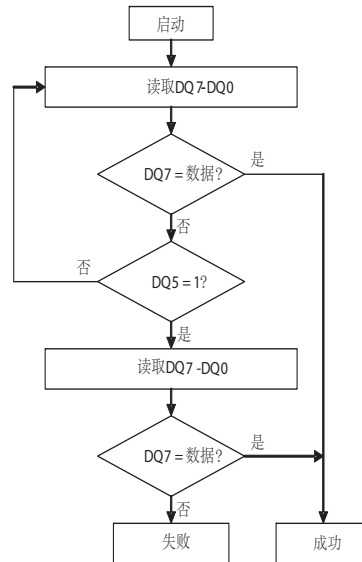 启动
读取DQ7-DQ0
DQ7 = 数据?
是
否
否
DQ5 = 1?
是
读取DQ7 -DQ0
DQ7 = 数据?
是
否
失败
成功